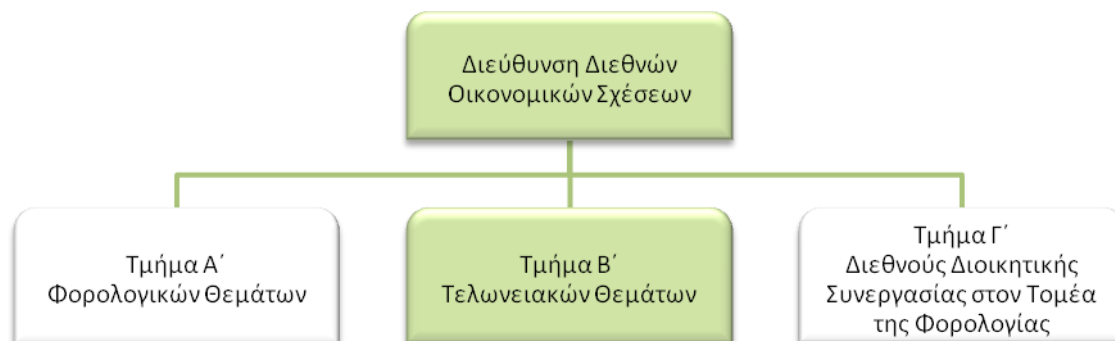 Διεύθυνση Διεθνών
Οικονομικών Σχέσεων
Τμήμα Α΄
Φορολογικών Θεμάτων
Τμήμα Β΄
Τελωνειακών Θεμάτων
Τμήμα Γ΄
Διεθνούς Διοικητικής
Συνεργασίας στον Τομέα
της Φορολογίας